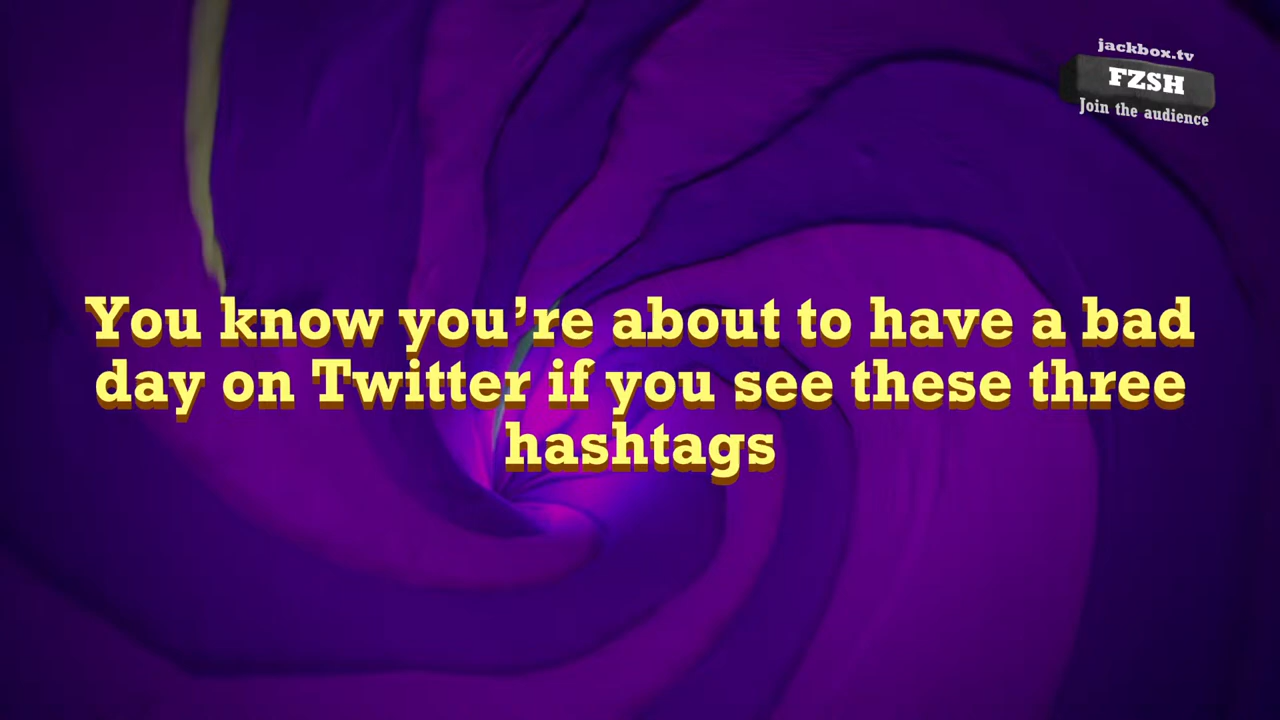 jackbox.tv
FZSH
Join the audience
You know you’re about to have a bad
day on Twitter if you see these three
hashtags